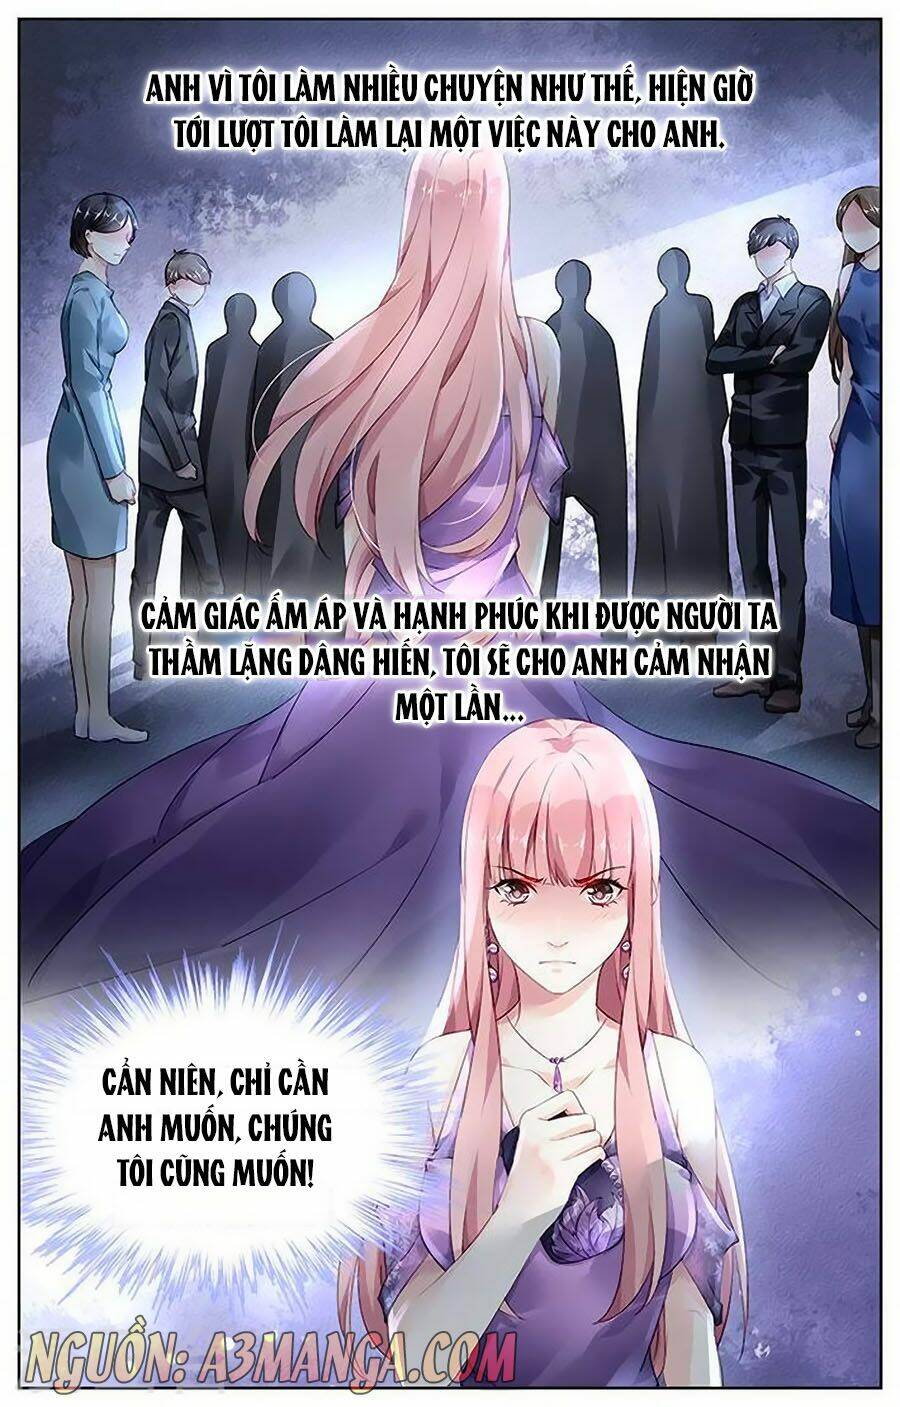 ANH VÌ TÔI LÀM NHIỀU CHUYỆN NHƯ THẾ, HIỆN GIỜ
TỚI LƯỢT TÔI LÀM LẠI MỘT VIỆC NÀY CHO ANH.
CẢM GIÁC ẤM ÁP VÀ HẠNH PHÚC KHI ĐƯỢC NGƯỜI TA
THẦM LẶNG DÂNG HIẾN, TÔI SẼ CHO ANH CẢM NHẬN
MỘT LẦN...
CẨN NIÊN, CHỈ CẦN
ANH MUỐN, CHÚNG
TÔI CŨNG MUỐN!
NGUỒN: A3MANGA.COM